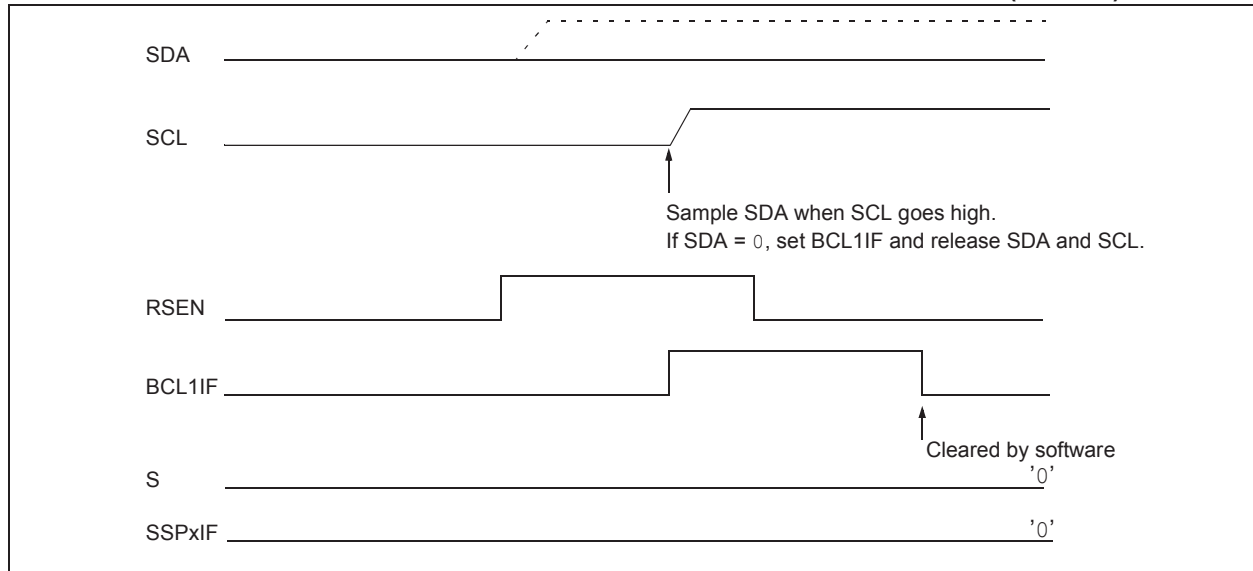 SDA
SCL
Sample SDA when SCL goes high.
If SDA = 0, set BCL1IF and release SDA and SCL.
RSEN
BCL1IF
Cleared by software
S
'0'
SSPxIF
'0'